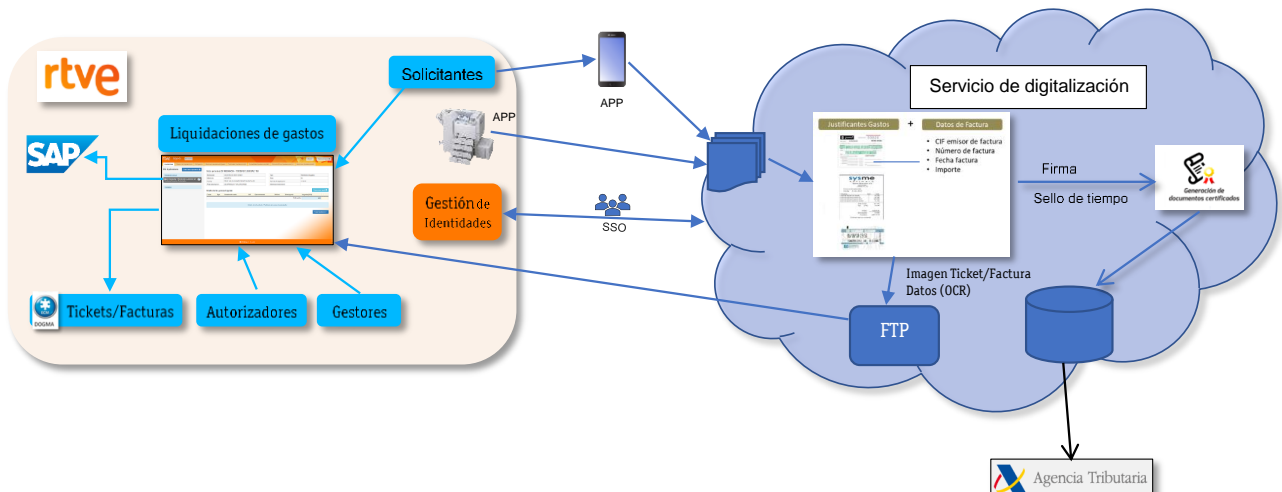 rtve
Solicitantes
APP
Servicio de digitalización
Liquidaciones de gastos
APP
SAP
Justificantes Gastos + Datos de Factura
• CIF emisor de factura
• Número de factura
• Fecha factura
• Importe
sysme
Firma
Sello de tiempo
Generación de
documentos certificados
Gestión de
Identidades
SSO
Imagen Ticket/Factura
Datos (OCR)
Tickets/Facturas
DOGMA
Autorizadores
Gestores
FTP
Agencia Tributaria